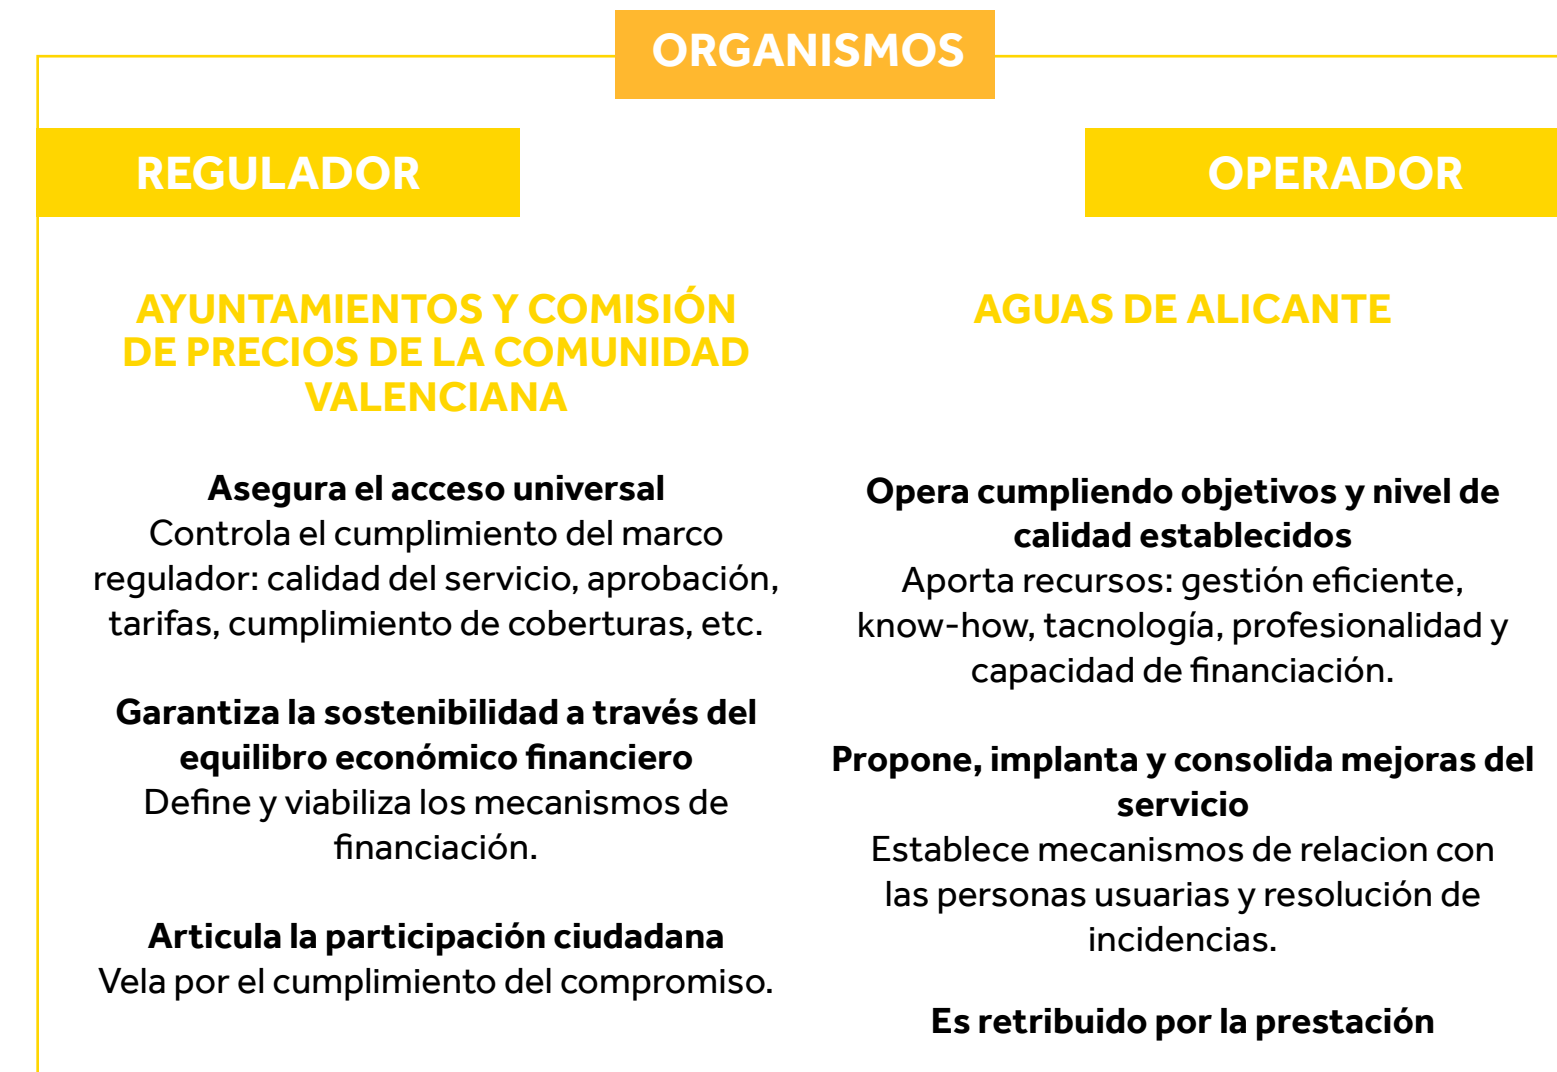 ORGANISMOS
REGULADOR
OPERADOR
AYUNTAMIENTOS Y COMISIÓN
DE PRECIOS DE LA COMUNIDAD
VALENCIANA
Asegura el acceso universal
Controla el cumplimiento del marco
regulador: calidad del servicio, aprobación,
tarifas, cumplimiento de coberturas, etc.
Garantiza la sostenibilidad a través del
equilibro económico financiero
Define y viabiliza los mecanismos de
financiación.
Articula la participación ciudadana
Vela por el cumplimiento del compromiso.
AGUAS DE ALICANTE
Opera cumpliendo objetivos y nivel de
calidad establecidos
Aporta recursos: gestión eficiente,
know-how, tacnología, profesionalidad y
capacidad de financiación.
Propone, implanta y consolida mejoras del
servicio
Establece mecanismos de relacion con
las personas usuarias y resolución de
incidencias.
Es retribuido por la prestación